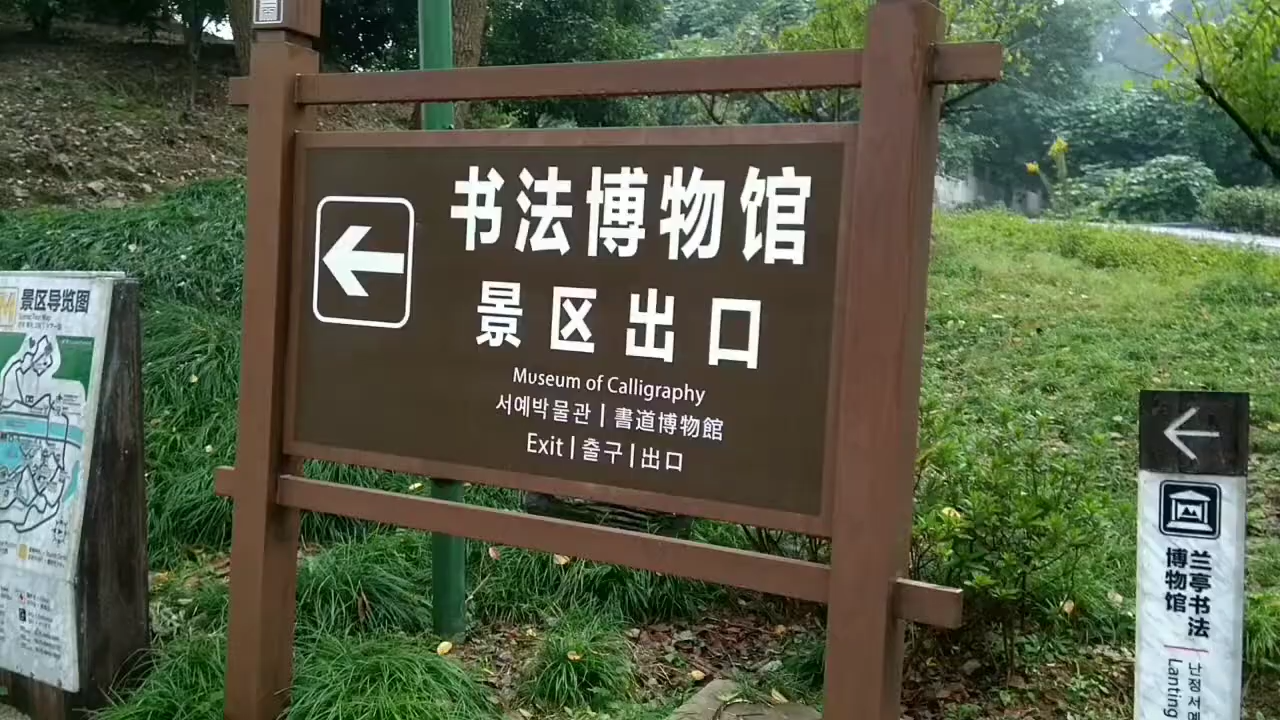 书法博物馆
景区出口
Museum of Calligraphy
서예박물관 | 書道博物館
Exit | 출구 | 出口
景区导览图
兰亭书法
博物馆
난정서예
Lanting